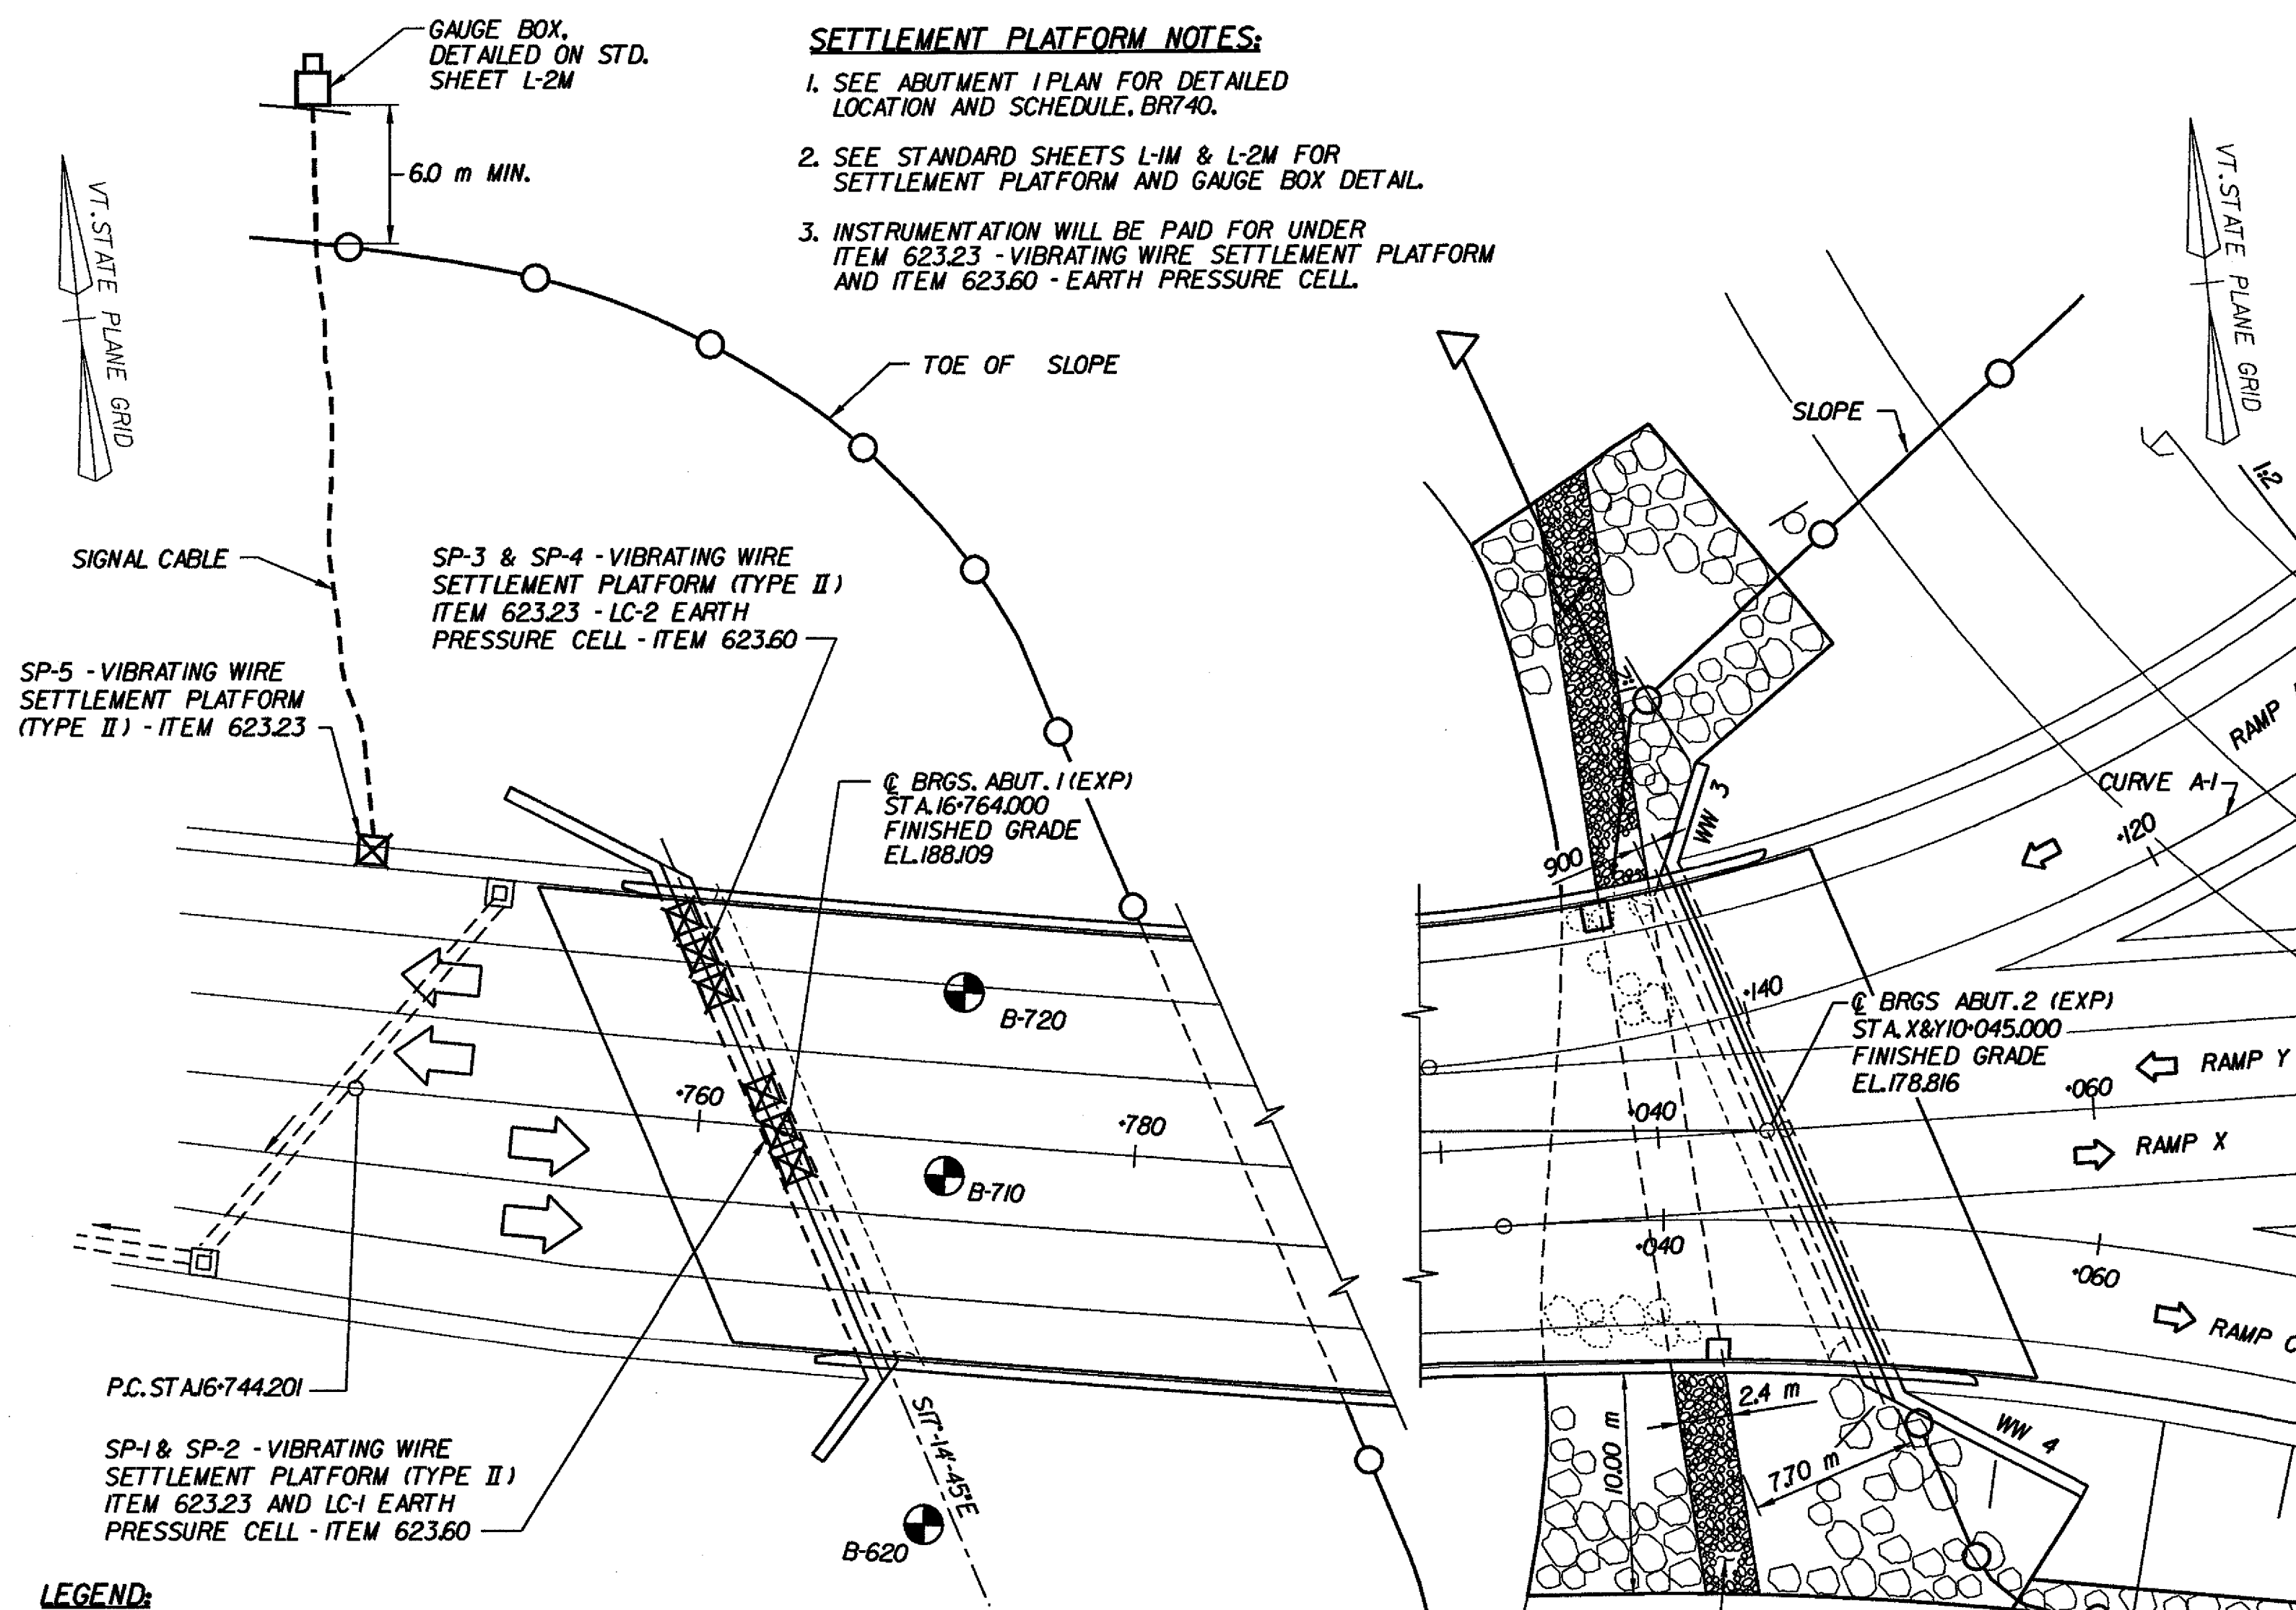 GAUGE BOX,
DETAILED ON STD.
SHEET L-2M
6.0 m MIN.
SETTLEMENT PLATFORM NOTES:
1. SEE ABUTMENT 1 PLAN FOR DETAILED
LOCATION AND SCHEDULE, BR740.
2. SEE STANDARD SHEETS L-1M & L-2M FOR
SETTLEMENT PLATFORM AND GAUGE BOX DETAIL.
3. INSTRUMENTATION WILL BE PAID FOR UNDER
ITEM 623.23 - VIBRATING WIRE SETTLEMENT PLATFORM
AND ITEM 623.60 - EARTH PRESSURE CELL.
VT. STATE PLANE GRID
VT. STATE PLANE GRID
TOE OF SLOPE
SLOPE
1:2
SIGNAL CABLE
SP-3 & SP-4 - VIBRATING WIRE
SETTLEMENT PLATFORM (TYPE II)
ITEM 623.23 - LC-2 EARTH
PRESSURE CELL - ITEM 623.60
SP-5 - VIBRATING WIRE
SETTLEMENT PLATFORM
(TYPE II) - ITEM 623.23
℄ BRGS. ABUT. 1 (EXP)
STA. 16+764.000
FINISHED GRADE
EL. 188.109
2:1
WW 3
900
RAMP
CURVE A-1
+120
+140
℄ BRGS ABUT. 2 (EXP)
STA. X&Y 10+045.000
FINISHED GRADE
EL. 178.816
B-720
+760
+780
B-710
+040
+060
RAMP Y
RAMP X
+040
+060
RAMP C
P.C. STA.16+744.201
SP-1 & SP-2 - VIBRATING WIRE
SETTLEMENT PLATFORM (TYPE II)
ITEM 623.23 AND LC-1 EARTH
PRESSURE CELL - ITEM 623.60
S17°-14'-45"E
B-620
10.00 m
2.4 m
7.70 m
WW 4
LEGEND: